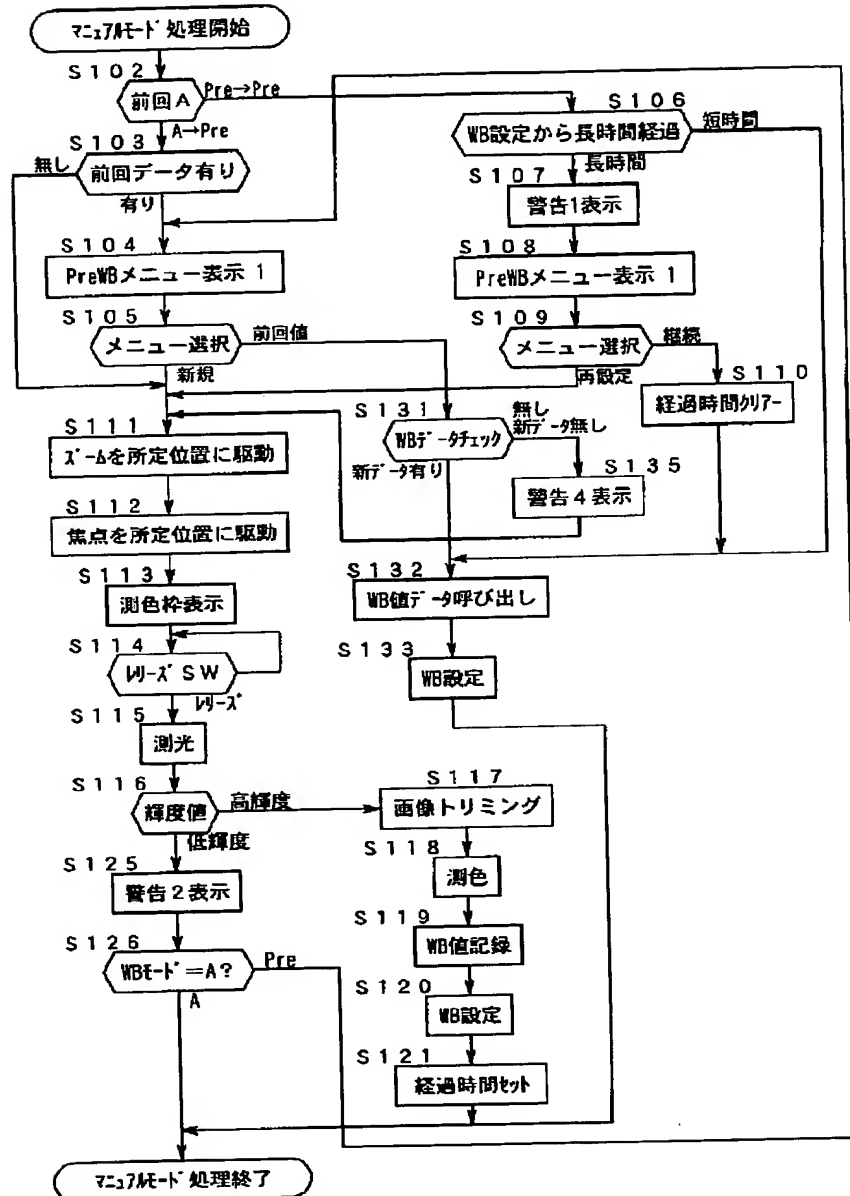 マニュアルモード処理開始
S102
前回A
Pre→Pre
A→Pre
S106
WB設定から長時間経過
短時間
長時間
S103
前回データ有り
無し
有り
S107
警告1表示
S104
PreWBメニュー表示 1
S108
PreWBメニュー表示 1
S105
メニュー選択
前回値
新規
S109
メニュー選択
継続
再設定
S110
経過時間クリアー
S131
WBデータチェック
無し
新データ無し
新データ有り
S135
警告4表示
S111
ズームを所定位置に駆動
S112
焦点を所定位置に駆動
S132
WB値データ呼び出し
S113
測色枠表示
S133
WB設定
S114
レリーズSW
レリーズ
S115
測光
S116
輝度値
高輝度
低輝度
S117
画像トリミング
S118
測色
S125
警告2表示
S119
WB値記録
S126
WBモード=A?
Pre
A
S120
WB設定
S121
経過時間セット
マニュアルモード処理終了